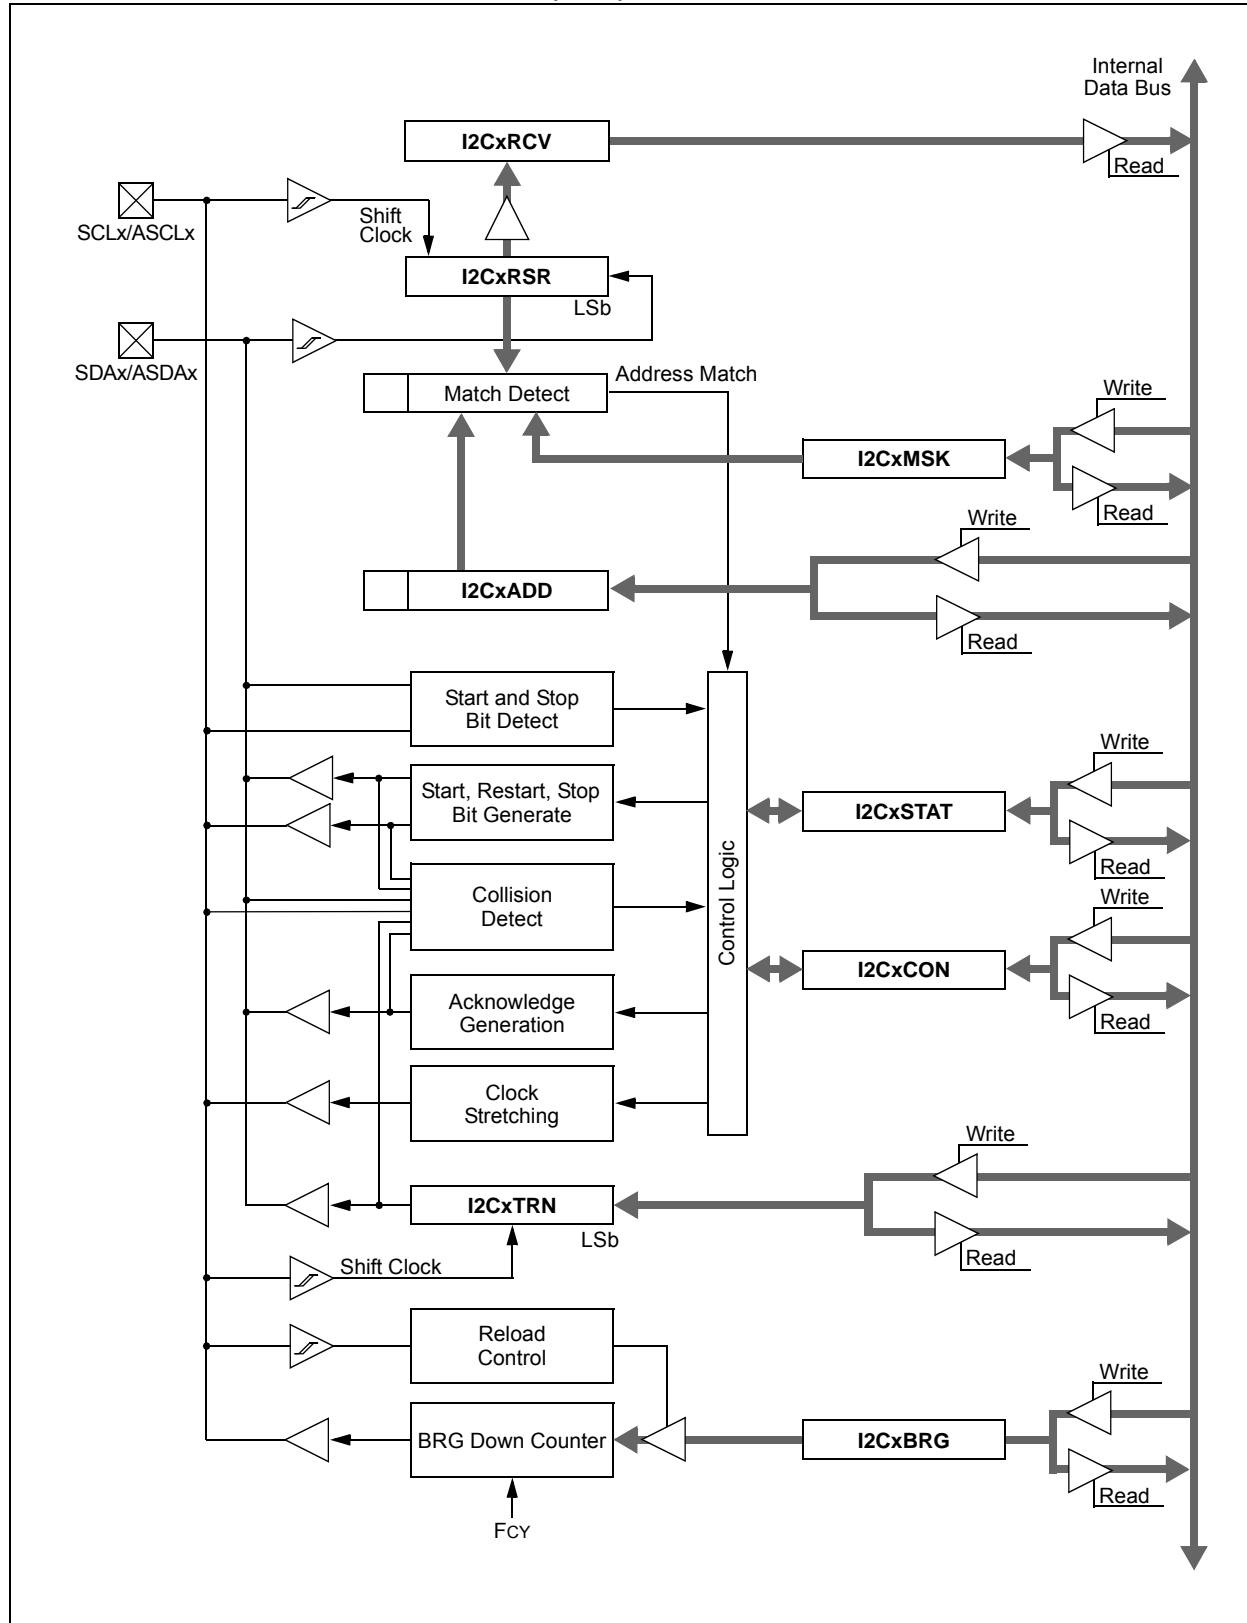 Internal
Data Bus
I2CxRCV
Read
Shift
Clock
SCLx/ASCLx
I2CxRSR
LSb
SDAx/ASDAx
Address Match
Match Detect
Write
I2CxMSK
Read
Write
I2CxADD
Read
Start and Stop
Bit Detect
Write
Start, Restart, Stop
Bit Generate
I2CxSTAT
Read
Control Logic
Collision
Detect
Write
I2CxCON
Read
Acknowledge
Generation
Clock
Stretching
Write
I2CxTRN
LSb
Read
Shift Clock
Reload
Control
Write
BRG Down Counter
I2CxBRG
Read
FCY